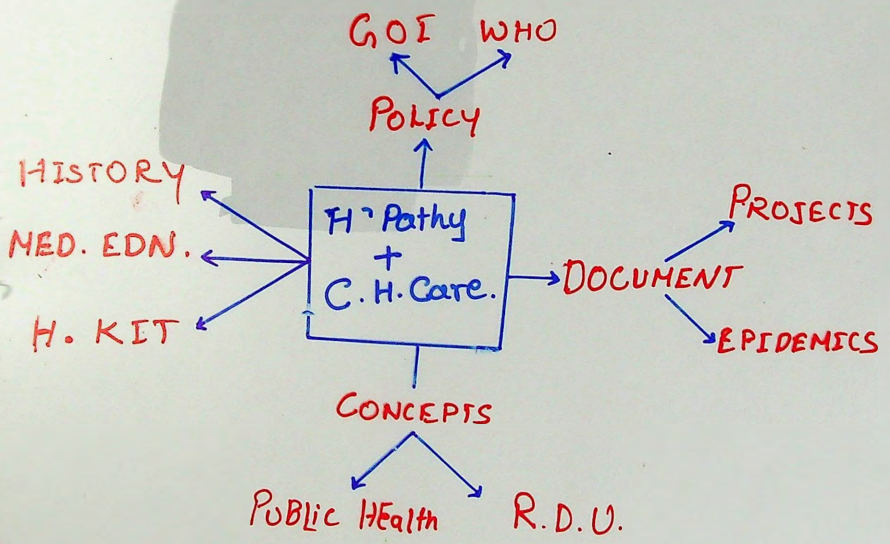 GOI WHO
POLICY
HISTORY
MED. EDN.
H. KIT
H°Pathy
+
C.H.Care.
DOCUMENT
PROJECTS
EPIDEMICS
CONCEPTS
PUBLic HEalth
R.D.U.